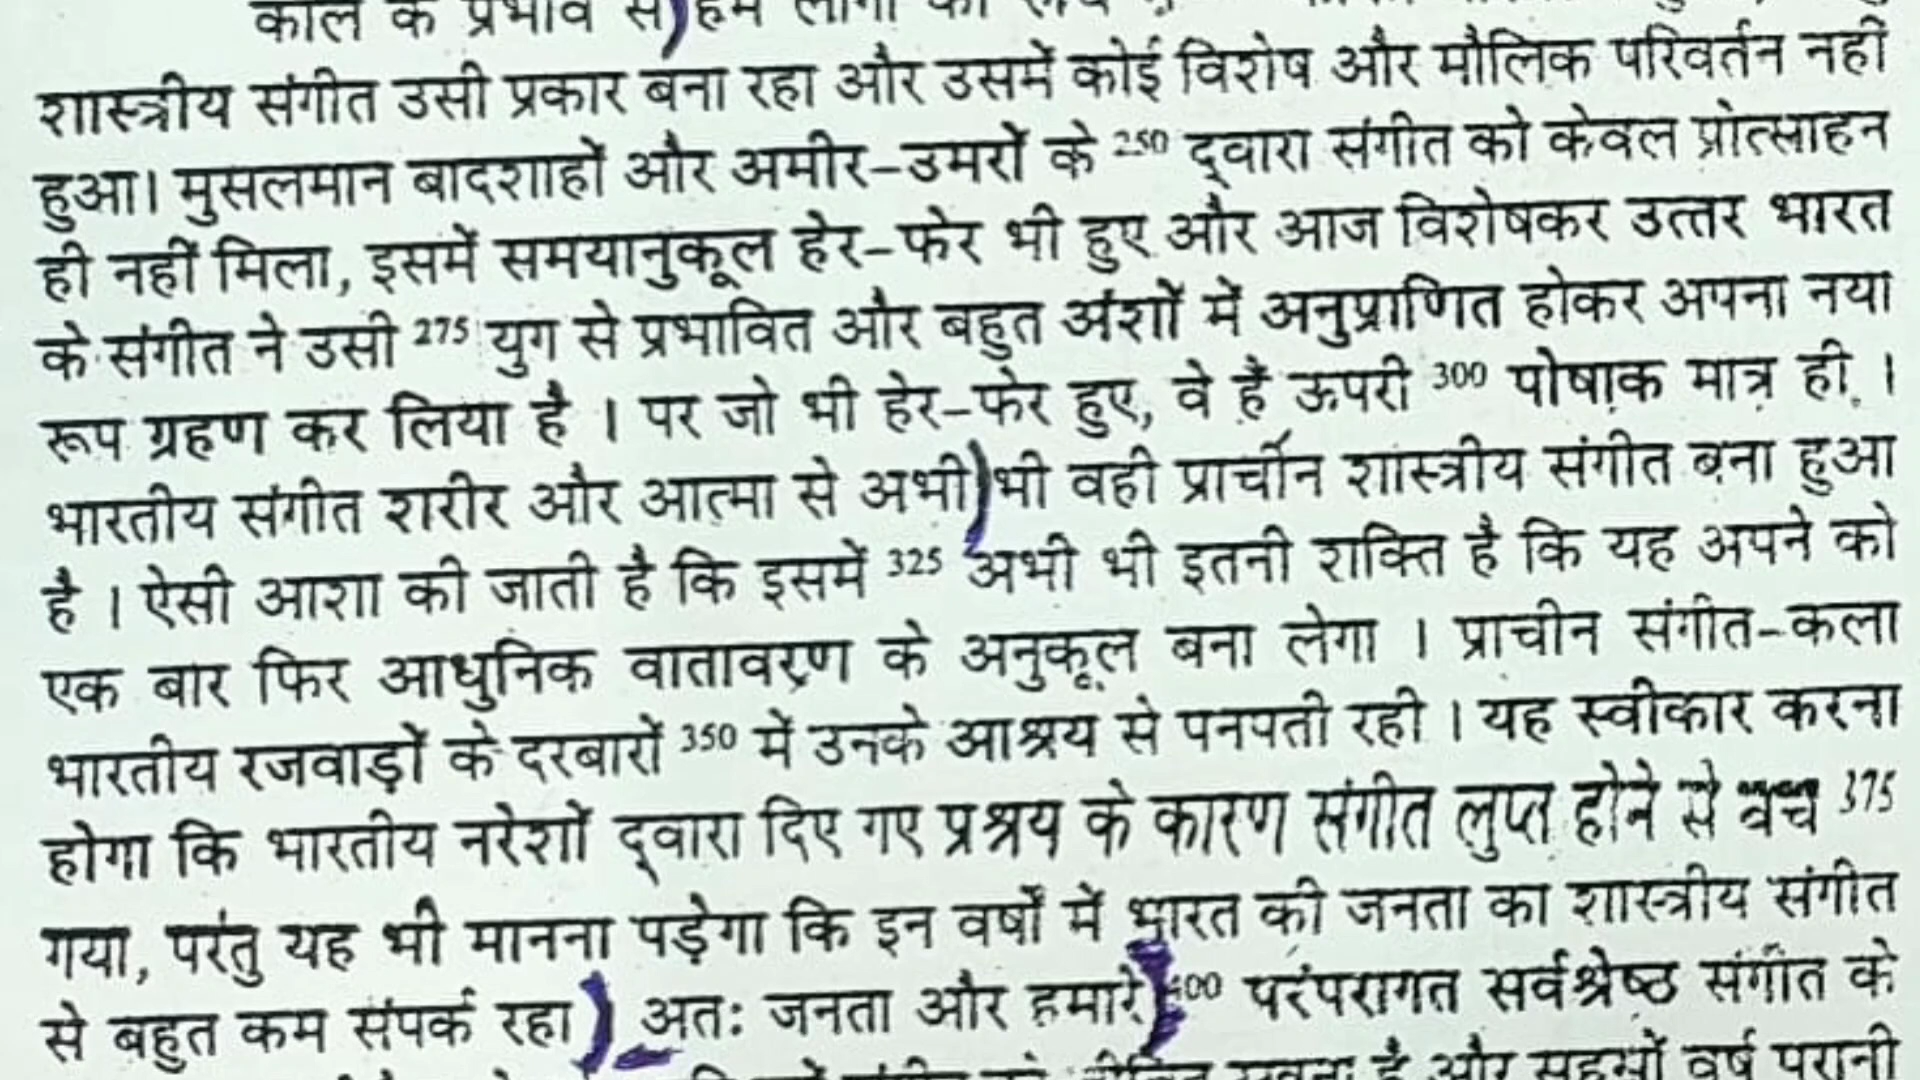 काल के प्रभाव से हम लोगों का
शास्त्रीय संगीत उसी प्रकार बना रहा और उसमें कोई विशेष और मौलिक परिवर्तन नहीं
हुआ। मुसलमान बादशाहों और अमीर-उमरों के 250 द्वारा संगीत को केवल प्रोत्साहन
ही नहीं मिला, इसमें समयानुकूल हेर-फेर भी हुए और आज विशेषकर उत्तर भारत
के संगीत ने उसी 275 युग से प्रभावित और बहुत अंशों में अनुप्राणित होकर अपना नया
रूप ग्रहण कर लिया है । पर जो भी हेर-फेर हुए, वे हैं ऊपरी 300 पोषाक मात्र ही ।
भारतीय संगीत शरीर और आत्मा से अभी भी वही प्राचीन शास्त्रीय संगीत बना हुआ
है । ऐसी आशा की जाती है कि इसमें 325 अभी भी इतनी शक्ति है कि यह अपने को
एक बार फिर आधुनिक वातावरण के अनुकूल बना लेगा । प्राचीन संगीत-कला
भारतीय रजवाड़ों के दरबारों 350 में उनके आश्रय से पनपती रही । यह स्वीकार करना
होगा कि भारतीय नरेशों द्वारा दिए गए प्रश्रय के कारण संगीत लुप्त होने से बच 375
गया, परंतु यह भी मानना पड़ेगा कि इन वर्षों में भारत की जनता का शास्त्रीय संगीत
से बहुत कम संपर्क रहा ) अतः जनता और हमारे 400 परंपरागत सर्वश्रेष्ठ संगीत के
है और सहस्रों वर्ष पुरानी